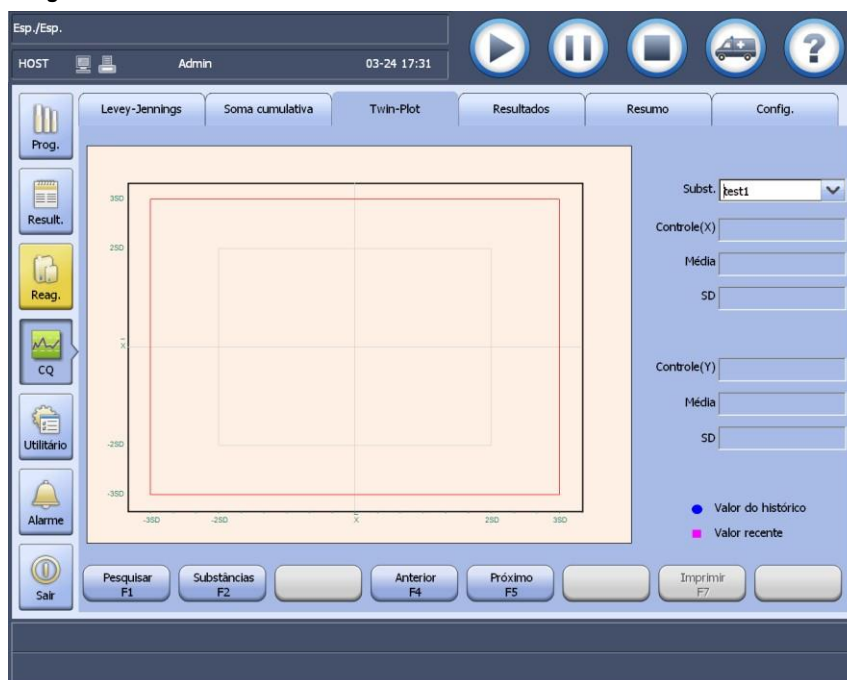 Esp./Esp.
HOST Admin 03-24 17:31
Levey-Jennings Soma cumulativa Twin-Plot Resultados Resumo Config.
Prog.
Result.
Reag.
CQ
Utilitário
Alarme
Sair
3SD
2SD
X
-2SD
-3SD
-3SD -2SD X 2SD 3SD
Subst. test1
Controle(X)
Média
SD
Controle(Y)
Média
SD
Valor do histórico
Valor recente
Pesquisar F1
Substâncias F2
Anterior F4
Próximo F5
Imprimir F7